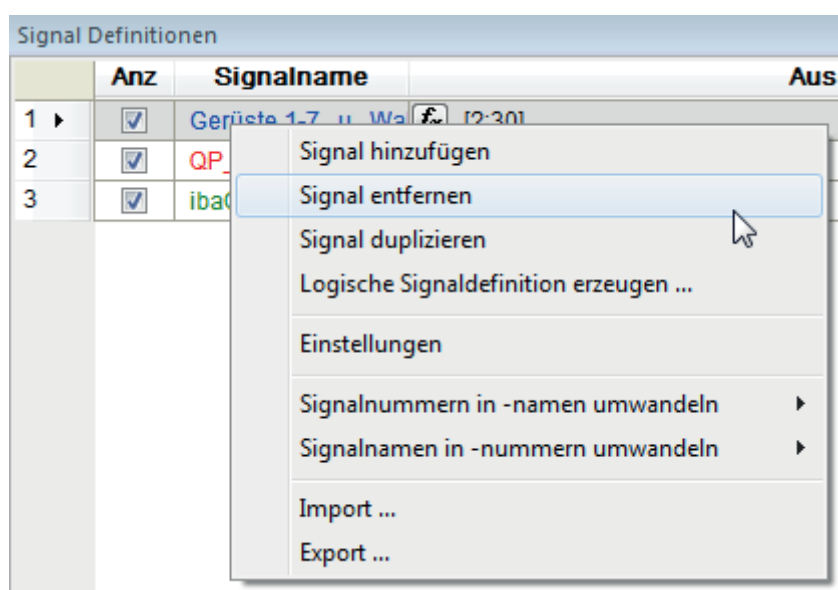 Signal Definitionen
Anz Signalname Aus
1 Gerüste 1-7 u Wa fx [2:30]
2 QP_
3 iba
Signal hinzufügen
Signal entfernen
Signal duplizieren
Logische Signaldefinition erzeugen ...
Einstellungen
Signalnummern in -namen umwandeln
Signalnamen in -nummern umwandeln
Import ...
Export ...